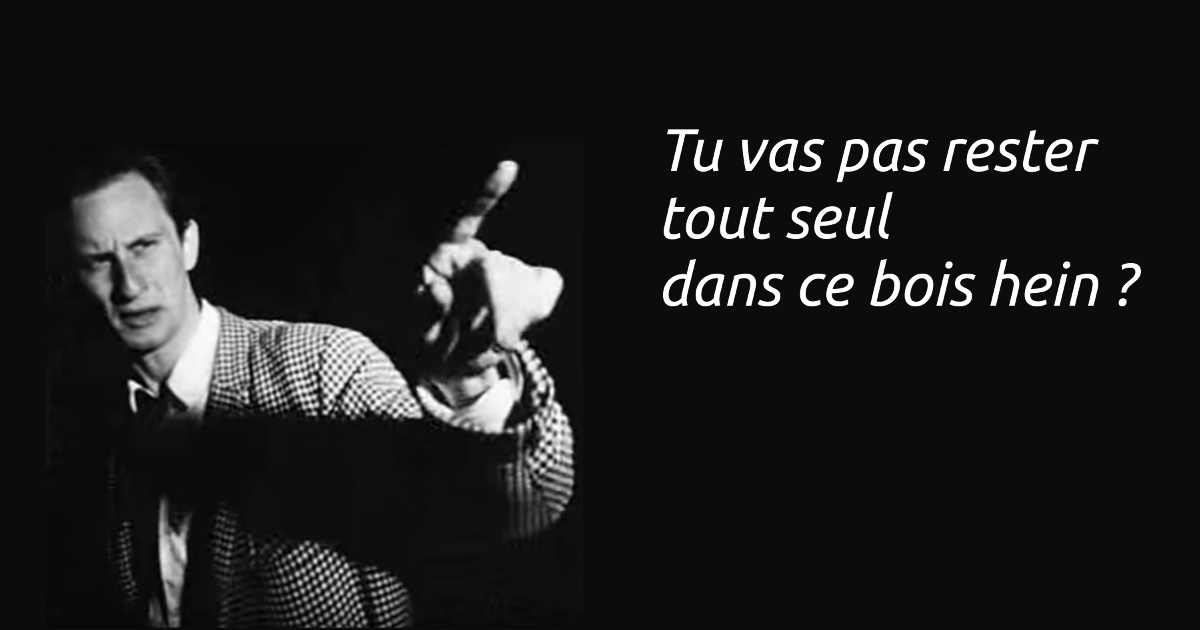 Tu vas pas rester
tout seul
dans ce bois hein ?